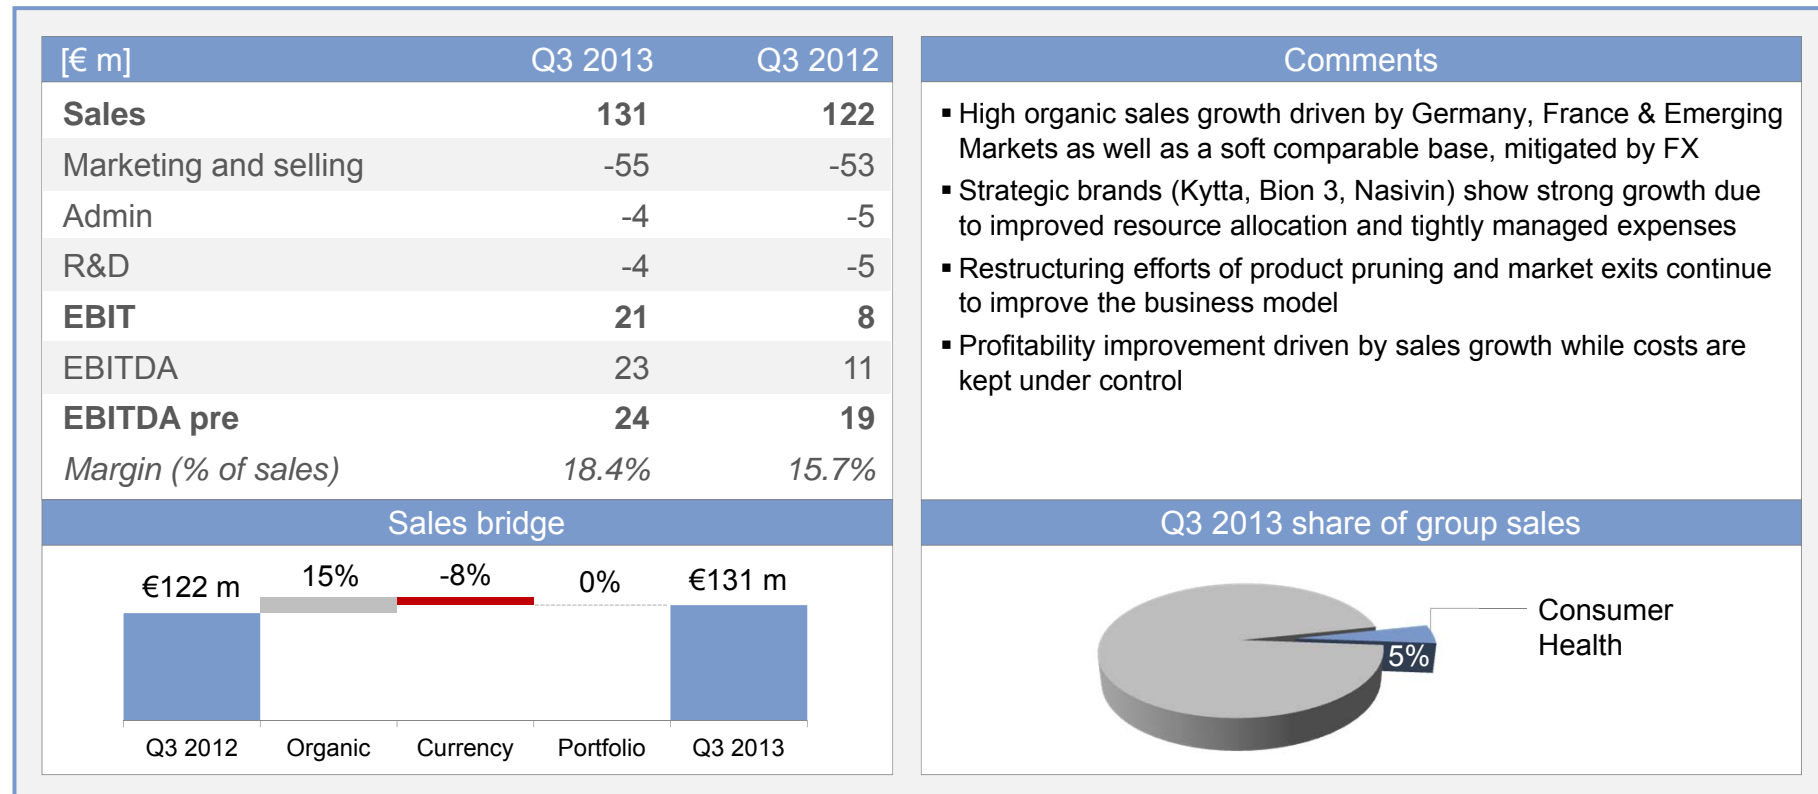 [€ m] Q3 2013 Q3 2012
Sales 131 122
Marketing and selling -55 -53
Admin -4 -5
R&D -4 -5
EBIT 21 8
EBITDA 23 11
EBITDA pre 24 19
Margin (% of sales) 18.4% 15.7%
Comments
▪ High organic sales growth driven by Germany, France & Emerging
Markets as well as a soft comparable base, mitigated by FX
▪ Strategic brands (Kytta, Bion 3, Nasivin) show strong growth due
to improved resource allocation and tightly managed expenses
▪ Restructuring efforts of product pruning and market exits continue
to improve the business model
▪ Profitability improvement driven by sales growth while costs are
kept under control
Sales bridge
€122 m 15% -8% 0% €131 m
Q3 2012 Organic Currency Portfolio Q3 2013
Q3 2013 share of group sales
Consumer
Health
5%